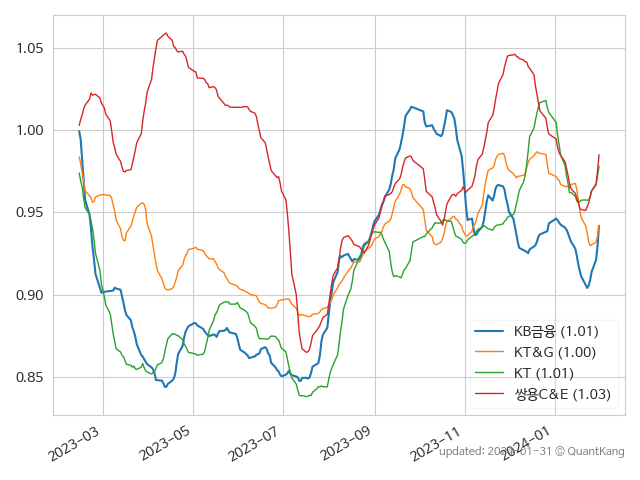 1.05
1.00
0.95
0.90
0.85
KB금융 (1.01)
KT&G (1.00)
KT (1.01)
쌍용C&E (1.03)
2023-03
2023-05
2023-07
2023-09
2023-11
2024-01
updated: 2024-01-31 © QuantKang